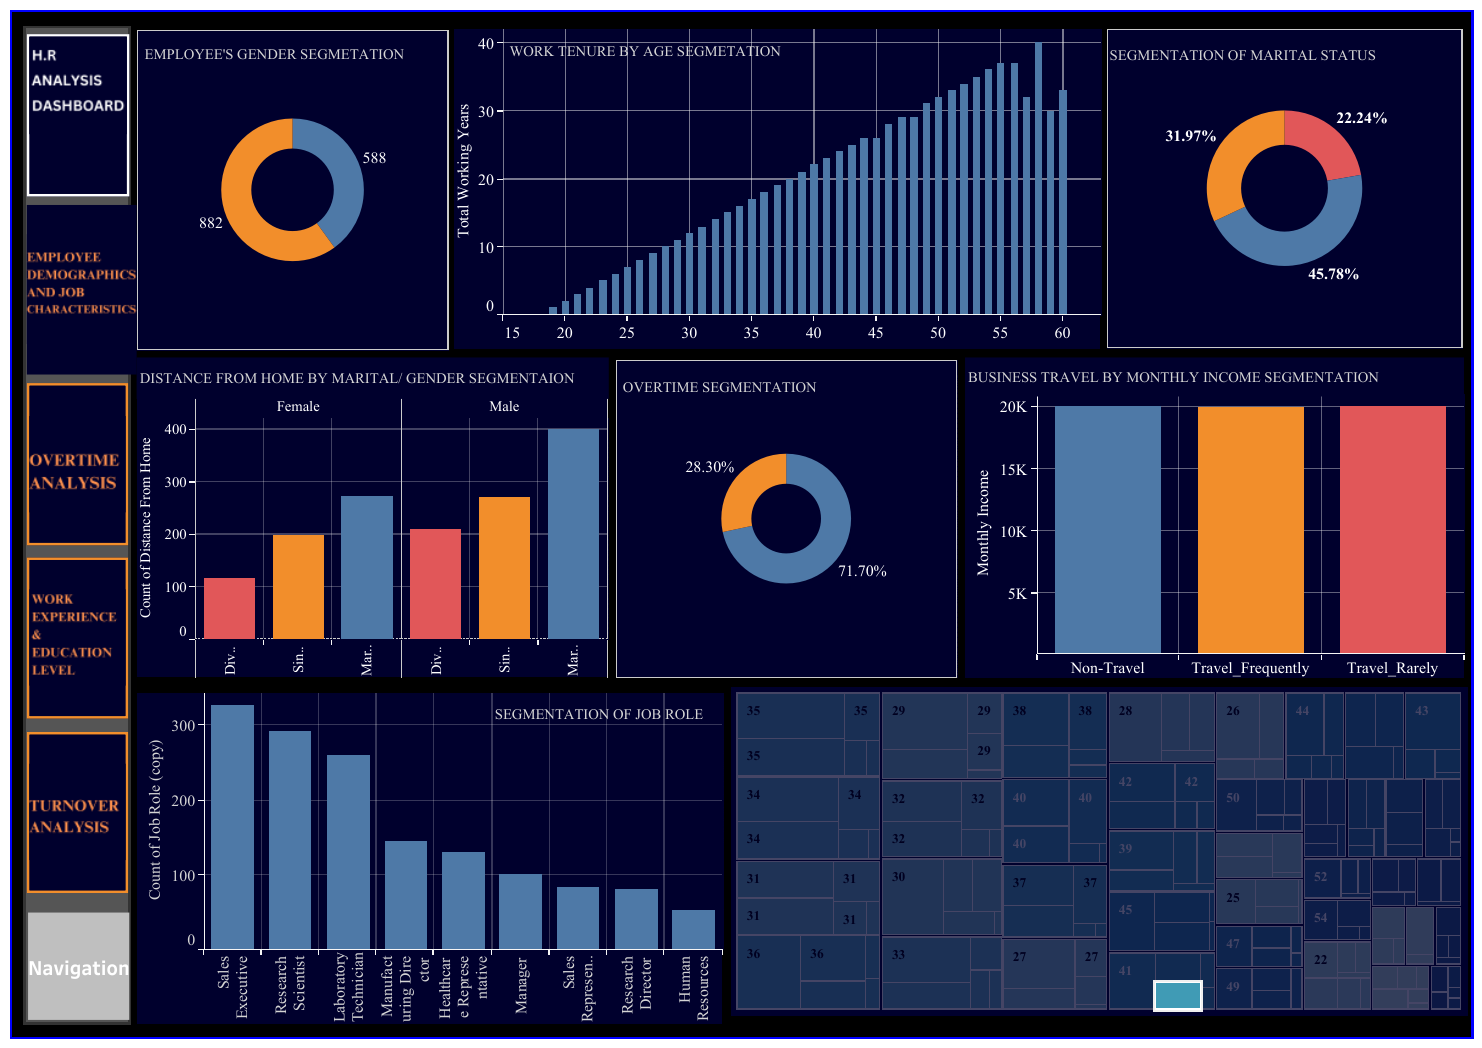 H.R
ANALYSIS
DASHBOARD
EMPLOYEE
DEMOGRAPHICS
AND JOB
CHARACTERISTICS
OVERTIME
ANALYSIS
WORK
EXPERIENCE
&
EDUCATION
LEVEL
TURNOVER
ANALYSIS
Navigation
EMPLOYEE'S GENDER SEGMETATION
588
882
WORK TENURE BY AGE SEGMETATION
Total Working Years
40
30
20
10
0
15 20 25 30 35 40 45 50 55 60
SEGMENTATION OF MARITAL STATUS
22.24%
31.97%
45.78%
DISTANCE FROM HOME BY MARITAL/ GENDER SEGMENTAION
Female Male
Count of Distance From Home
400
300
200
100
0
Div.. Sin.. Mar.. Div.. Sin.. Mar..
OVERTIME SEGMENTATION
28.30%
71.70%
BUSINESS TRAVEL BY MONTHLY INCOME SEGMENTATION
Monthly Income
20K
15K
10K
5K
Non-Travel Travel_Frequently Travel_Rarely
SEGMENTATION OF JOB ROLE
Count of Job Role (copy)
300
200
100
0
Sales
Executive
Research
Scientist
Laboratory
Technician
Manufact
uring Dire
ctor
Healthcar
e Represe
ntative
Manager
Sales
Represen..
Research
Director
Human
Resources
35 35 29 29 38 38 28 26 44 43
35 29
42 42
34 34 32 32 40 40 50
34 32 40 39
31 31 30 37 37 52
25
31 31 45 54
36 36 33 27 27 41 47 22
49